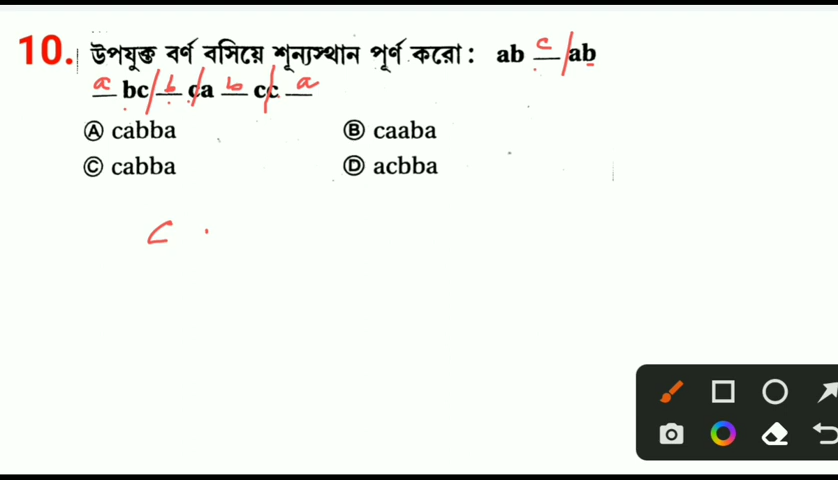 10. উপযুক্ত বর্ণ বসিয়ে শূন্যস্থান পূর্ণ করো : ab c / ab
a bc / b / ca b cc / a
Ⓐ cabba Ⓑ caaba
Ⓒ cabba Ⓓ acbba
c